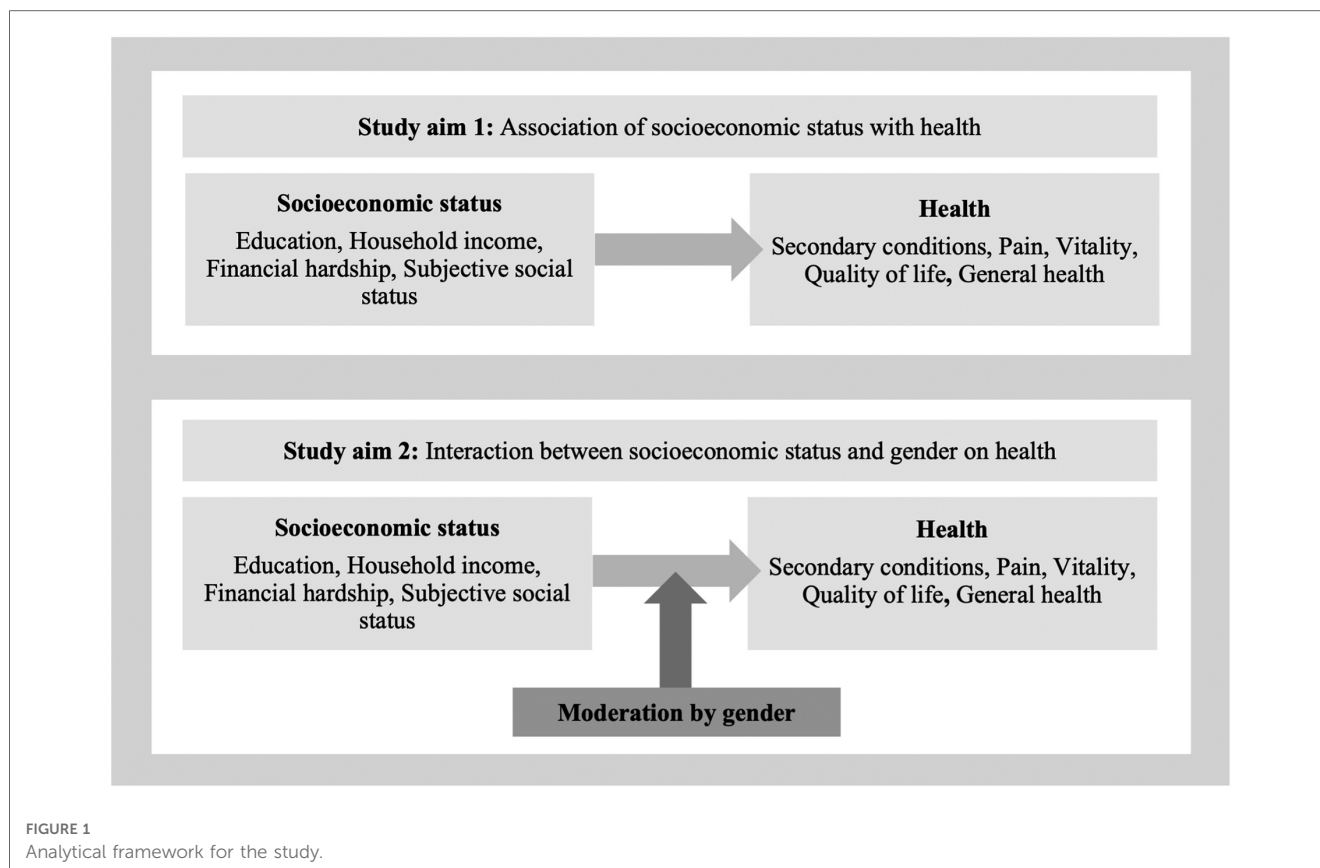 Study aim 1: Association of socioeconomic status with health
Socioeconomic status
Education, Household income,
Financial hardship, Subjective social
status
Health
Secondary conditions, Pain, Vitality,
Quality of life, General health
Study aim 2: Interaction between socioeconomic status and gender on health
Socioeconomic status
Education, Household income,
Financial hardship, Subjective social
status
Health
Secondary conditions, Pain, Vitality,
Quality of life, General health
Moderation by gender
FIGURE 1
Analytical framework for the study.